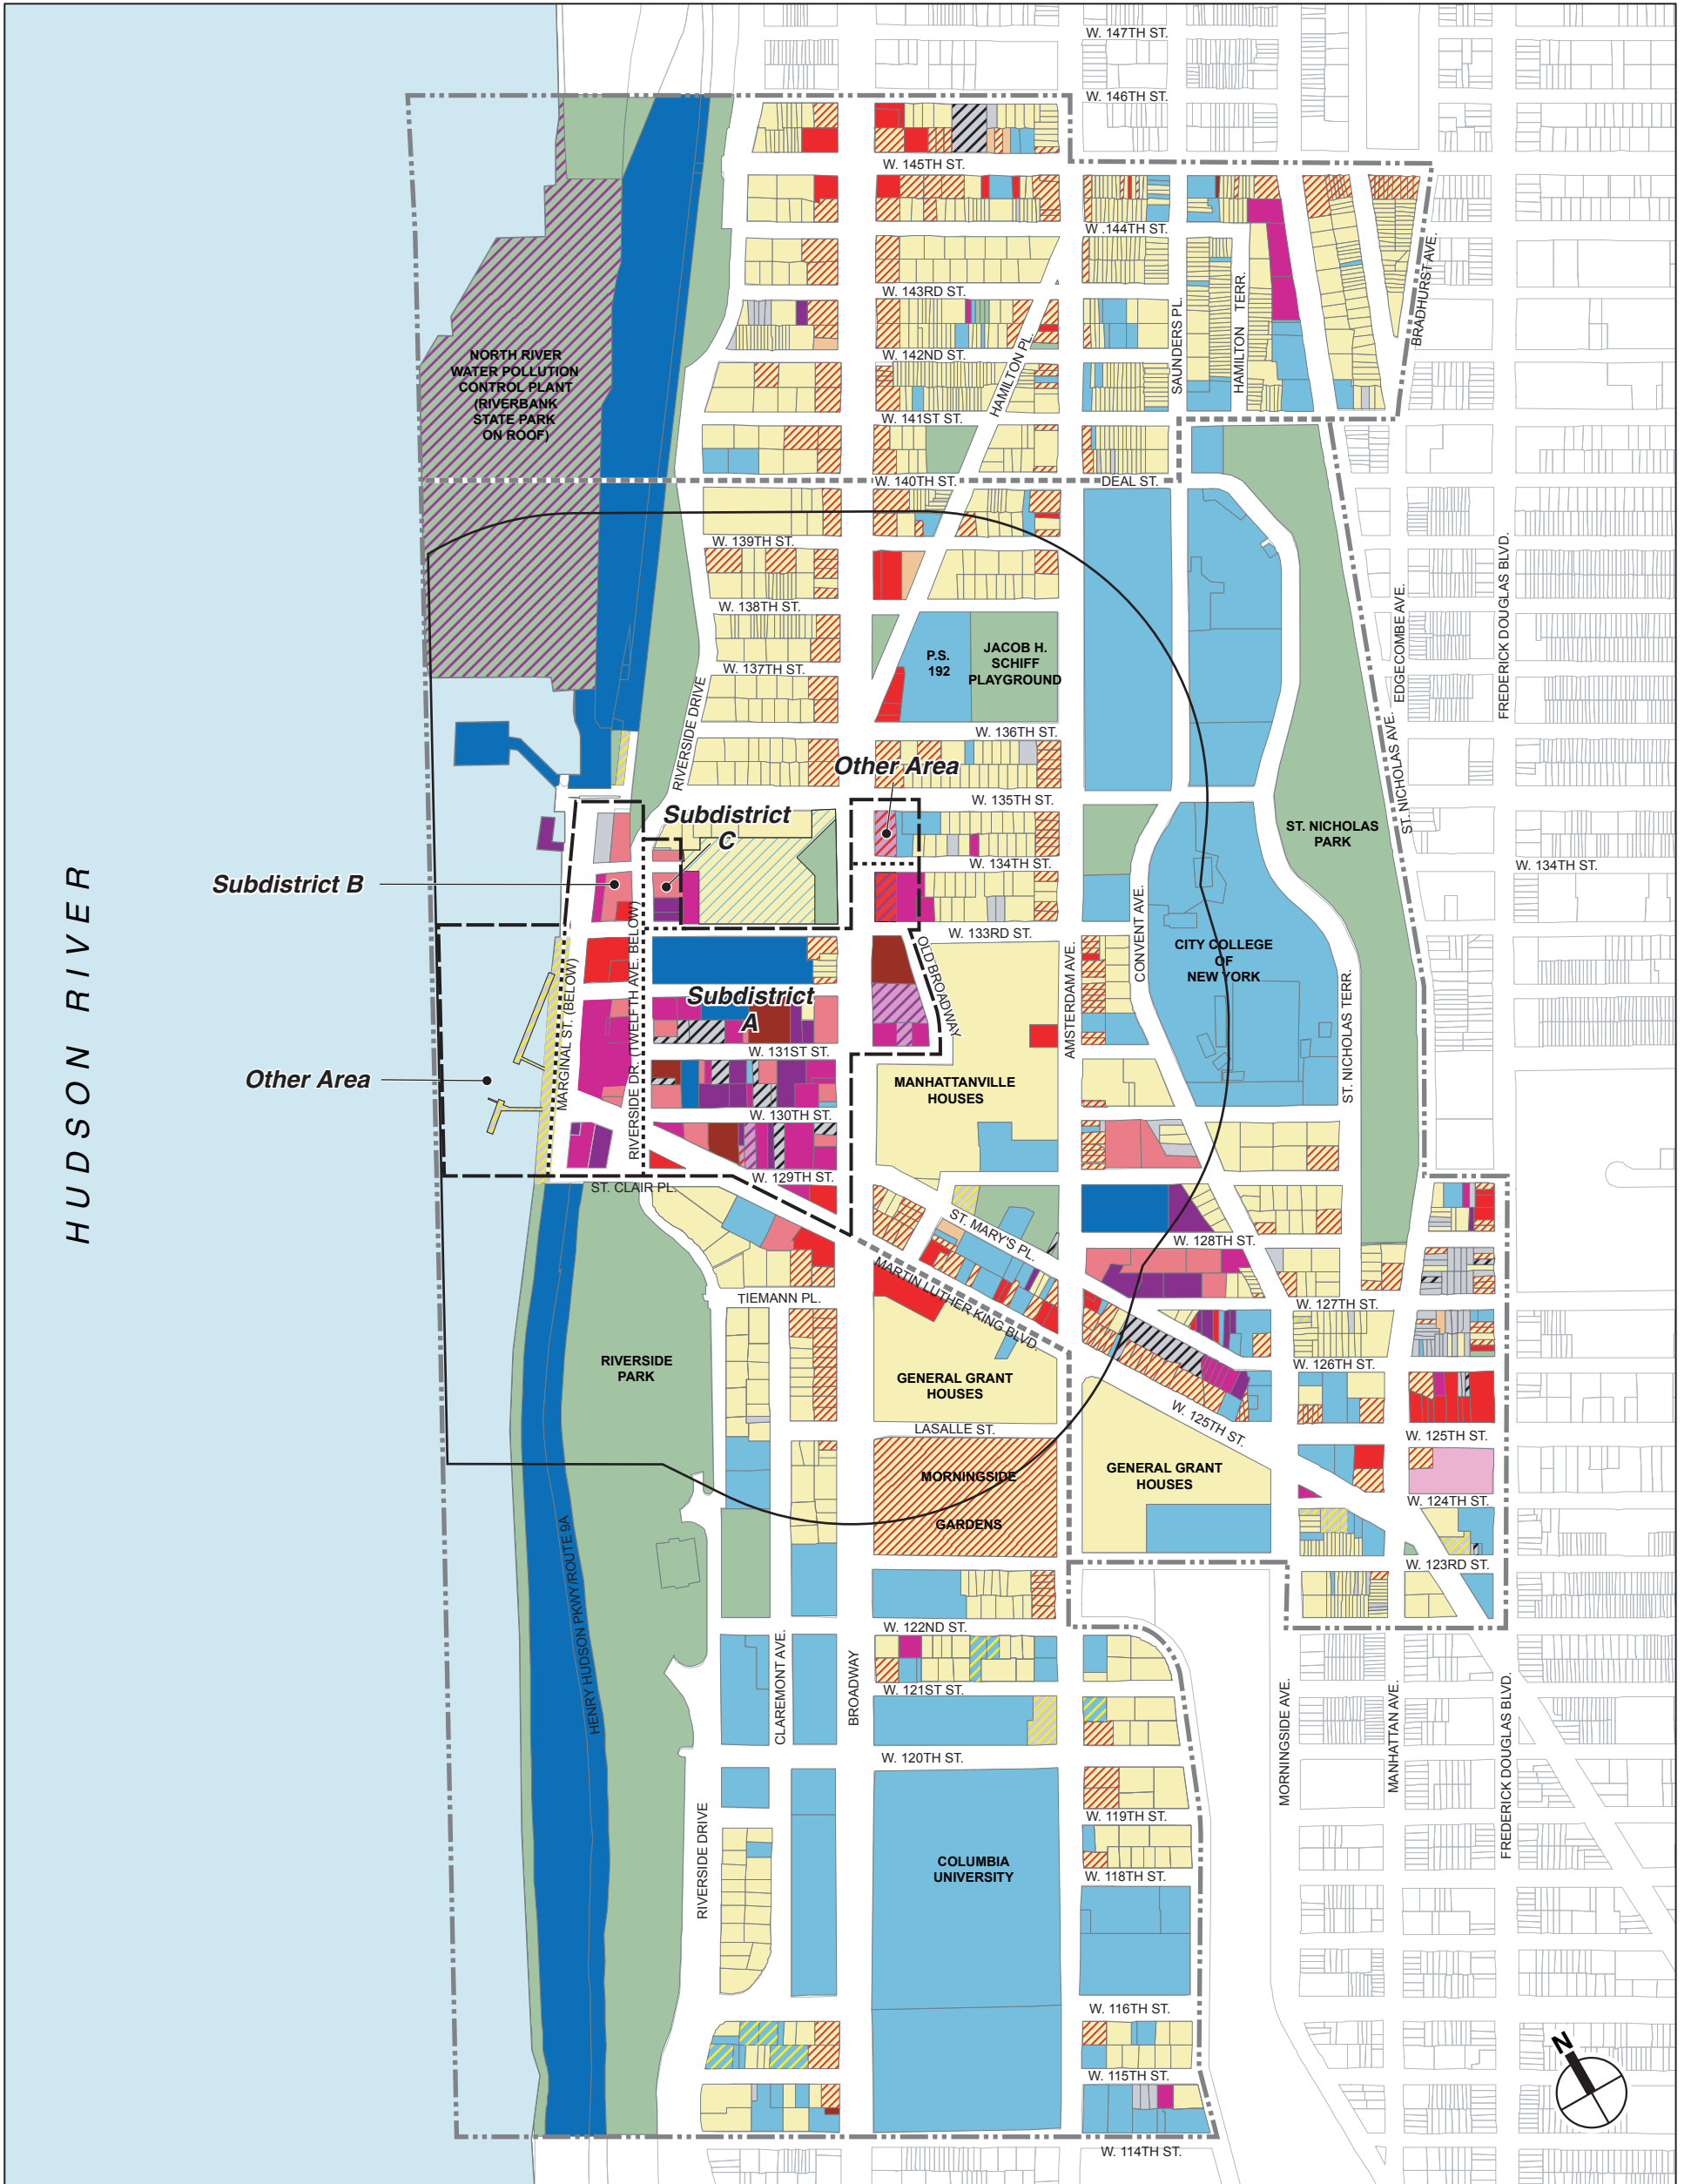 W. 147TH ST.
W. 146TH ST.
W. 145TH ST.
W .144TH ST.
W. 143RD ST.
W. 142ND ST.
W. 141ST ST.
W. 140TH ST.
DEAL ST.
HAMILTON PL.
SAUNDERS PL.
HAMILTON TERR.
BRADHURST AVE.
NORTH RIVER
WATER POLLUTION
CONTROL PLANT
(RIVERBANK
STATE PARK
ON ROOF)
W. 139TH ST.
W. 138TH ST.
W. 137TH ST.
P.S.
192
JACOB H.
SCHIFF
PLAYGROUND
W. 136TH ST.
RIVERSIDE DRIVE
EDGECOMBE AVE.
FREDERICK DOUGLAS BLVD.
ST. NICHOLAS AVE.
Other Area
W. 135TH ST.
Subdistrict
C
ST. NICHOLAS
PARK
W. 134TH ST.
W. 134TH ST.
Subdistrict B
HUDSON RIVER
W. 133RD ST.
OLD BROADWAY
AMSTERDAM AVE.
CONVENT AVE.
CITY COLLEGE
OF
NEW YORK
ST. NICHOLAS TERR.
MARGINAL ST. (BELOW)
RIVERSIDE DR. (TWELFTH AVE. BELOW)
Subdistrict
A
W. 131ST ST.
Other Area
MANHATTANVILLE
HOUSES
W. 130TH ST.
W. 129TH ST.
ST. CLAIR PL.
ST. MARY'S PL.
W. 128TH ST.
MARTIN LUTHER KING BLVD.
TIEMANN PL.
W. 127TH ST.
RIVERSIDE
PARK
W. 126TH ST.
GENERAL GRANT
HOUSES
W. 125TH ST.
LASALLE ST.
W. 125TH ST.
MORNINGSIDE
GARDENS
GENERAL GRANT
HOUSES
W. 124TH ST.
W. 123RD ST.
HENRY HUDSON PKWY/ROUTE 9A
W. 122ND ST.
CLAREMONT AVE.
BROADWAY
W. 121ST ST.
MORNINGSIDE AVE.
MANHATTAN AVE.
FREDERICK DOUGLAS BLVD.
W. 120TH ST.
W. 119TH ST.
RIVERSIDE DRIVE
COLUMBIA
UNIVERSITY
W. 118TH ST.
W. 116TH ST.
W. 115TH ST.
N
W. 114TH ST.